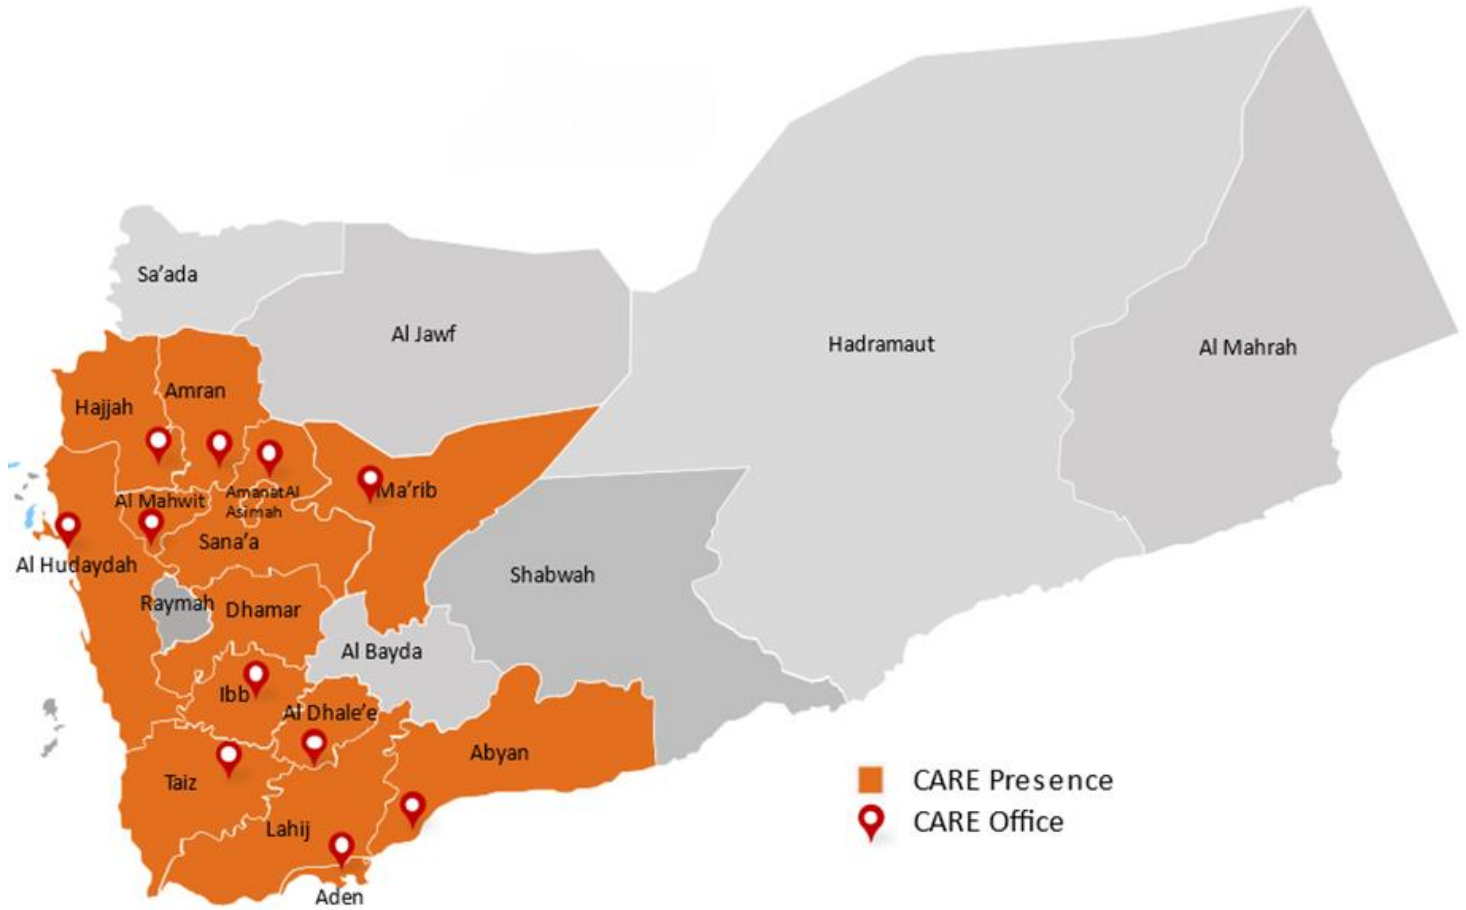 Sa'ada
Al Jawf
Hadramaut
Al Mahrah
Amran
Hajjah
Ma'rib
Al Mahwit
Amanat Al
Asimah
Sana'a
Al Hudaydah
Shabwah
Raymah
Dhamar
Al Bayda
Ibb
Al Dhale'e
Abyan
Taiz
Lahij
Aden
CARE Presence
CARE Office